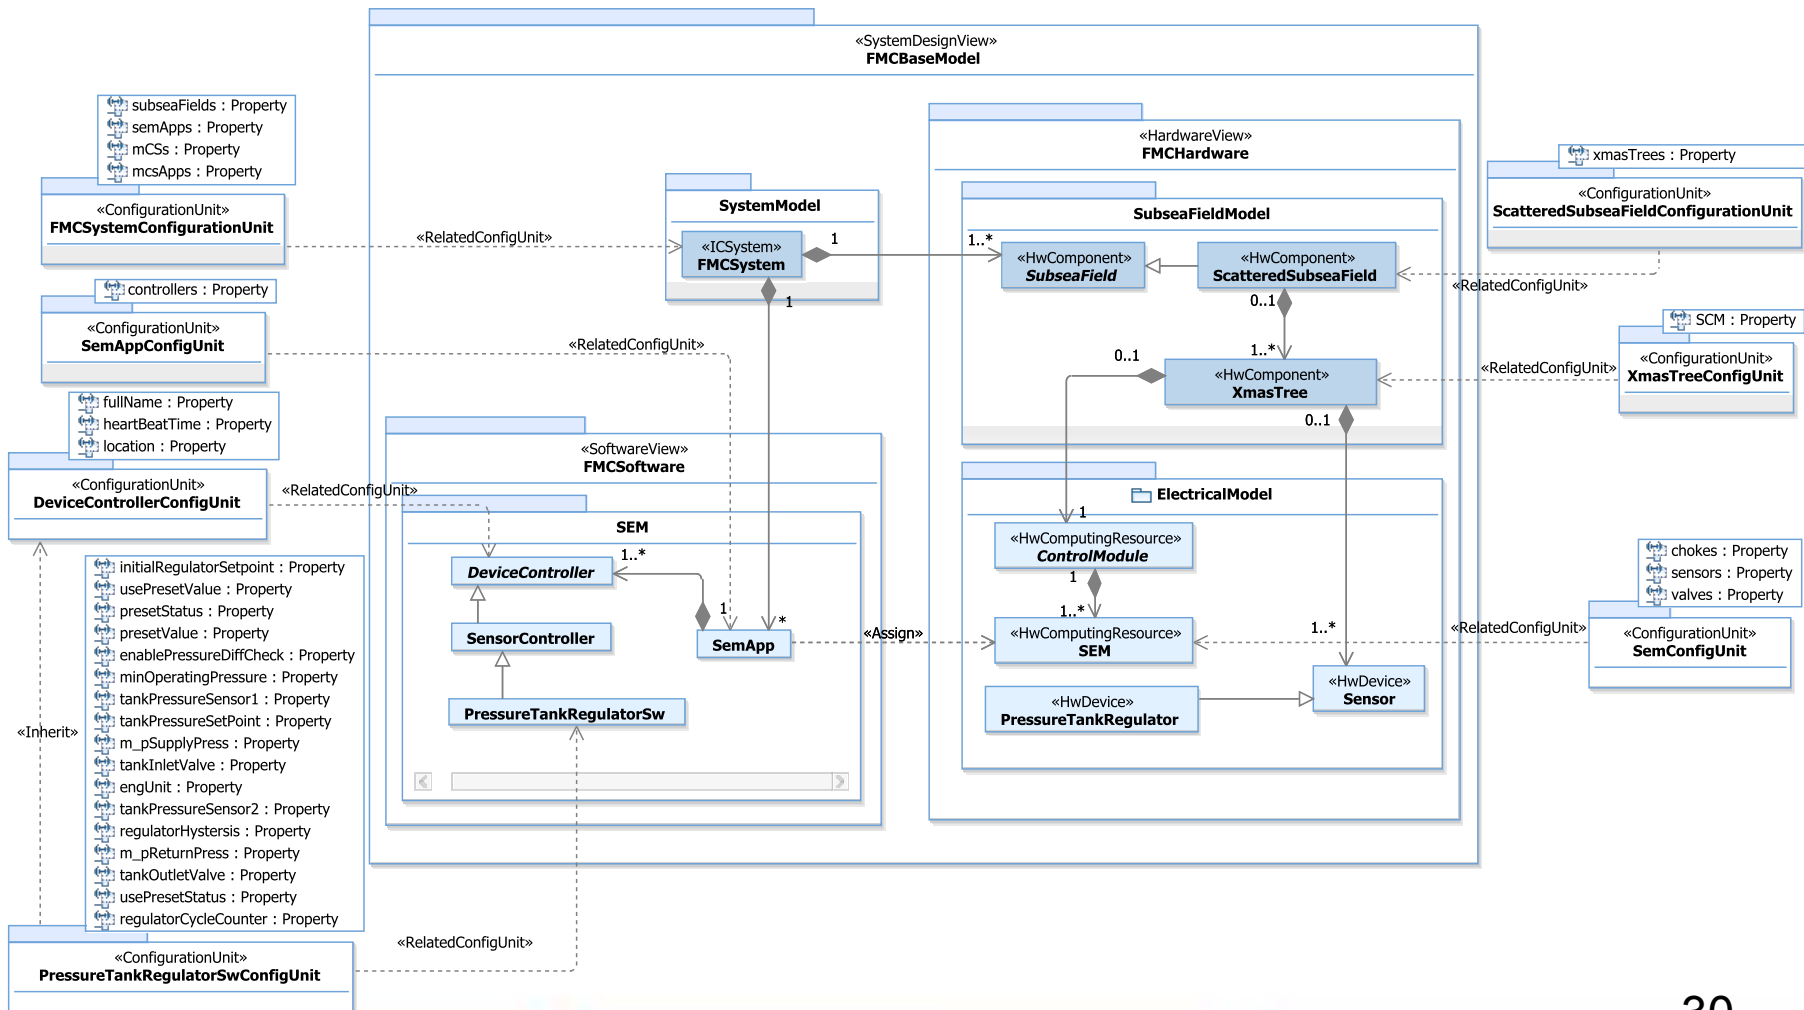 «SystemDesignView»
FMCBaseModel
subseaFields : Property
semApps : Property
mCSs : Property
mcsApps : Property
«ConfigurationUnit»
FMCSystemConfigurationUnit
«RelatedConfigUnit»
controllers : Property
«ConfigurationUnit»
SemAppConfigUnit
«RelatedConfigUnit»
fullName : Property
heartBeatTime : Property
location : Property
«ConfigurationUnit»
DeviceControllerConfigUnit
«RelatedConfigUnit»
initialRegulatorSetpoint : Property
usePresetValue : Property
presetStatus : Property
presetValue : Property
enablePressureDiffCheck : Property
minOperatingPressure : Property
tankPressureSensor1 : Property
tankPressureSetPoint : Property
m_pSupplyPress : Property
tankInletValve : Property
engUnit : Property
tankPressureSensor2 : Property
regulatorHystersis : Property
m_pReturnPress : Property
tankOutletValve : Property
usePresetStatus : Property
regulatorCycleCounter : Property
«Inherit»
«ConfigurationUnit»
PressureTankRegulatorSwConfigUnit
«RelatedConfigUnit»
SystemModel
«ICSystem»
FMCSystem
1
1
«SoftwareView»
FMCSoftware
SEM
DeviceController
1..*
SensorController
1
*
SemApp
PressureTankRegulatorSw
«Assign»
«HardwareView»
FMCHardware
SubseaFieldModel
1..*
«HwComponent»
SubseaField
«HwComponent»
ScatteredSubseaField
0..1
1..*
0..1
«HwComponent»
XmasTree
0..1
ElectricalModel
1
«HwComputingResource»
ControlModule
1
1..*
«HwComputingResource»
SEM
1..*
«HwDevice»
Sensor
«HwDevice»
PressureTankRegulator
xmasTrees : Property
«ConfigurationUnit»
ScatteredSubseaFieldConfigurationUnit
«RelatedConfigUnit»
SCM : Property
«ConfigurationUnit»
XmasTreeConfigUnit
«RelatedConfigUnit»
chokes : Property
sensors : Property
valves : Property
«ConfigurationUnit»
SemConfigUnit
«RelatedConfigUnit»